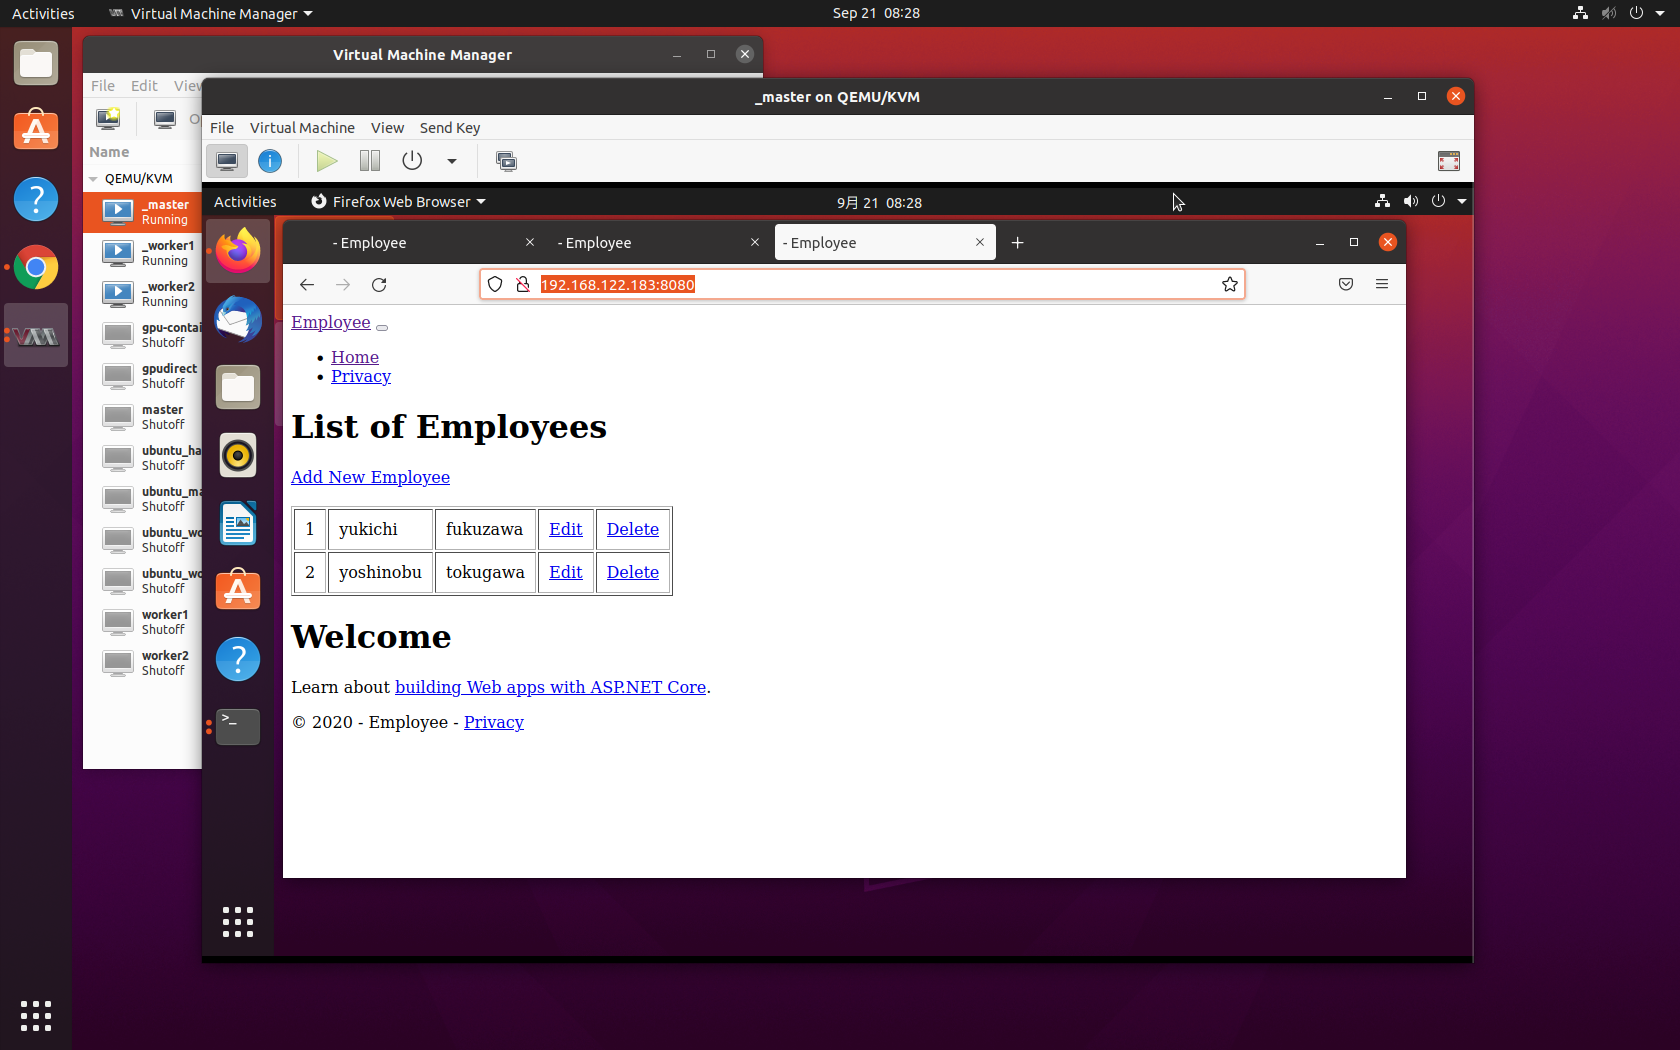 Activities Virtual Machine Manager Sep 21 08:28
Virtual Machine Manager
File Edit View
_master on QEMU/KVM
File Virtual Machine View Send Key
Name
QEMU/KVM
_master
Running
_worker1
Running
_worker2
Running
gpu-contai
Shutoff
gpudirect
Shutoff
master
Shutoff
ubuntu_ha
Shutoff
ubuntu_ma
Shutoff
ubuntu_wo
Shutoff
ubuntu_wo
Shutoff
worker1
Shutoff
worker2
Shutoff
Activities Firefox Web Browser 9月 21 08:28
- Employee - Employee - Employee
192.168.122.183:8080
Employee
Home
Privacy
List of Employees
Add New Employee
1 yukichi fukuzawa Edit Delete
2 yoshinobu tokugawa Edit Delete
Welcome
Learn about building Web apps with ASP.NET Core.
© 2020 - Employee - Privacy